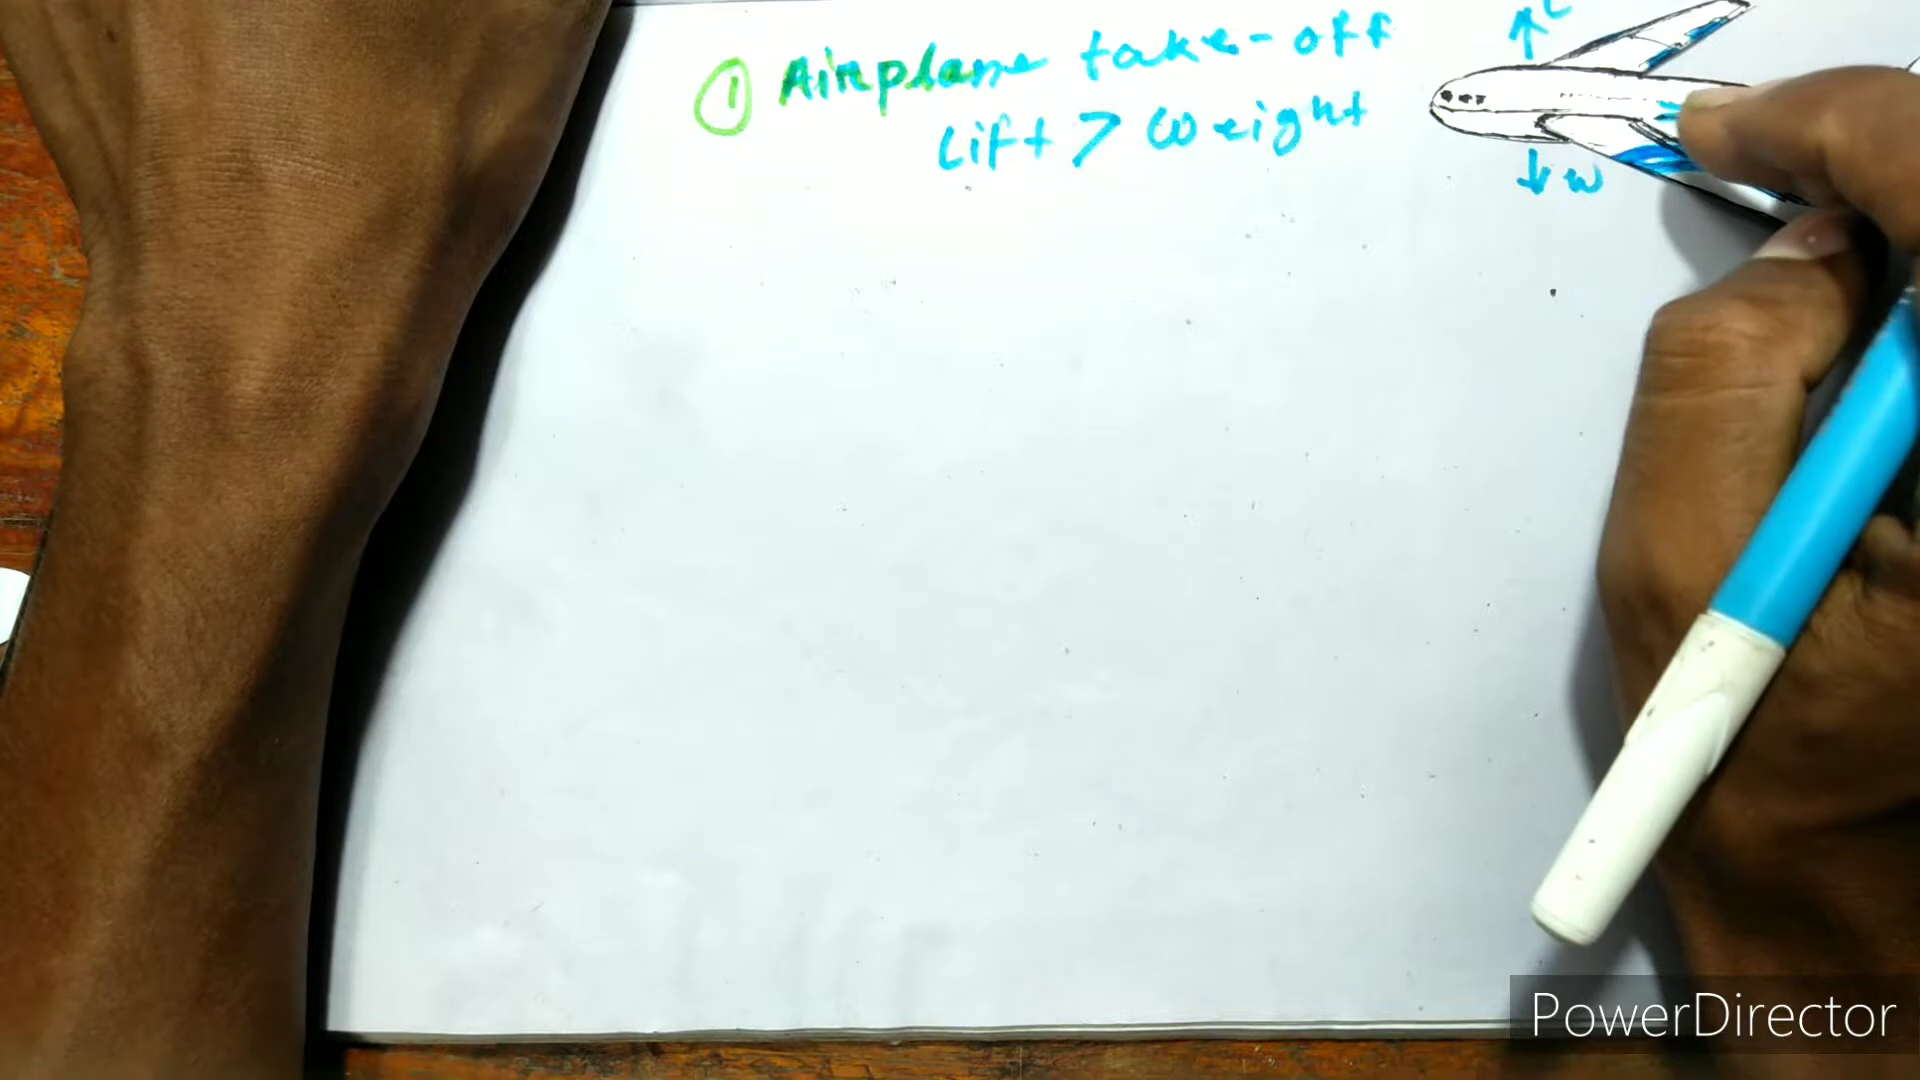 ① Airplane take-off
Lift > weight
↑ L
↓ w
PowerDirector